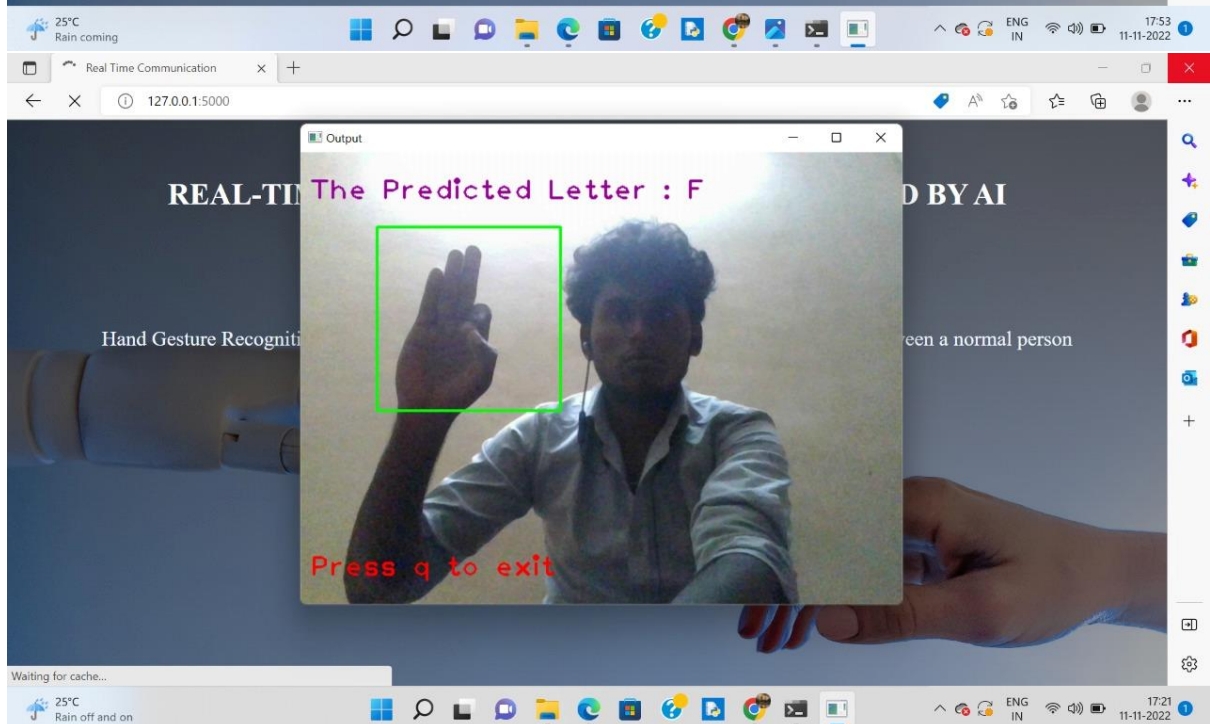 25°C
Rain coming
ENG
IN
17:53
11-11-2022
1
Real Time Communication
127.0.0.1:5000
Output
REAL-TI
The Predicted Letter : F
D BY AI
Hand Gesture Recogniti
een a normal person
Press q to exit
Waiting for cache...
25°C
Rain off and on
ENG
IN
17:21
11-11-2022
1